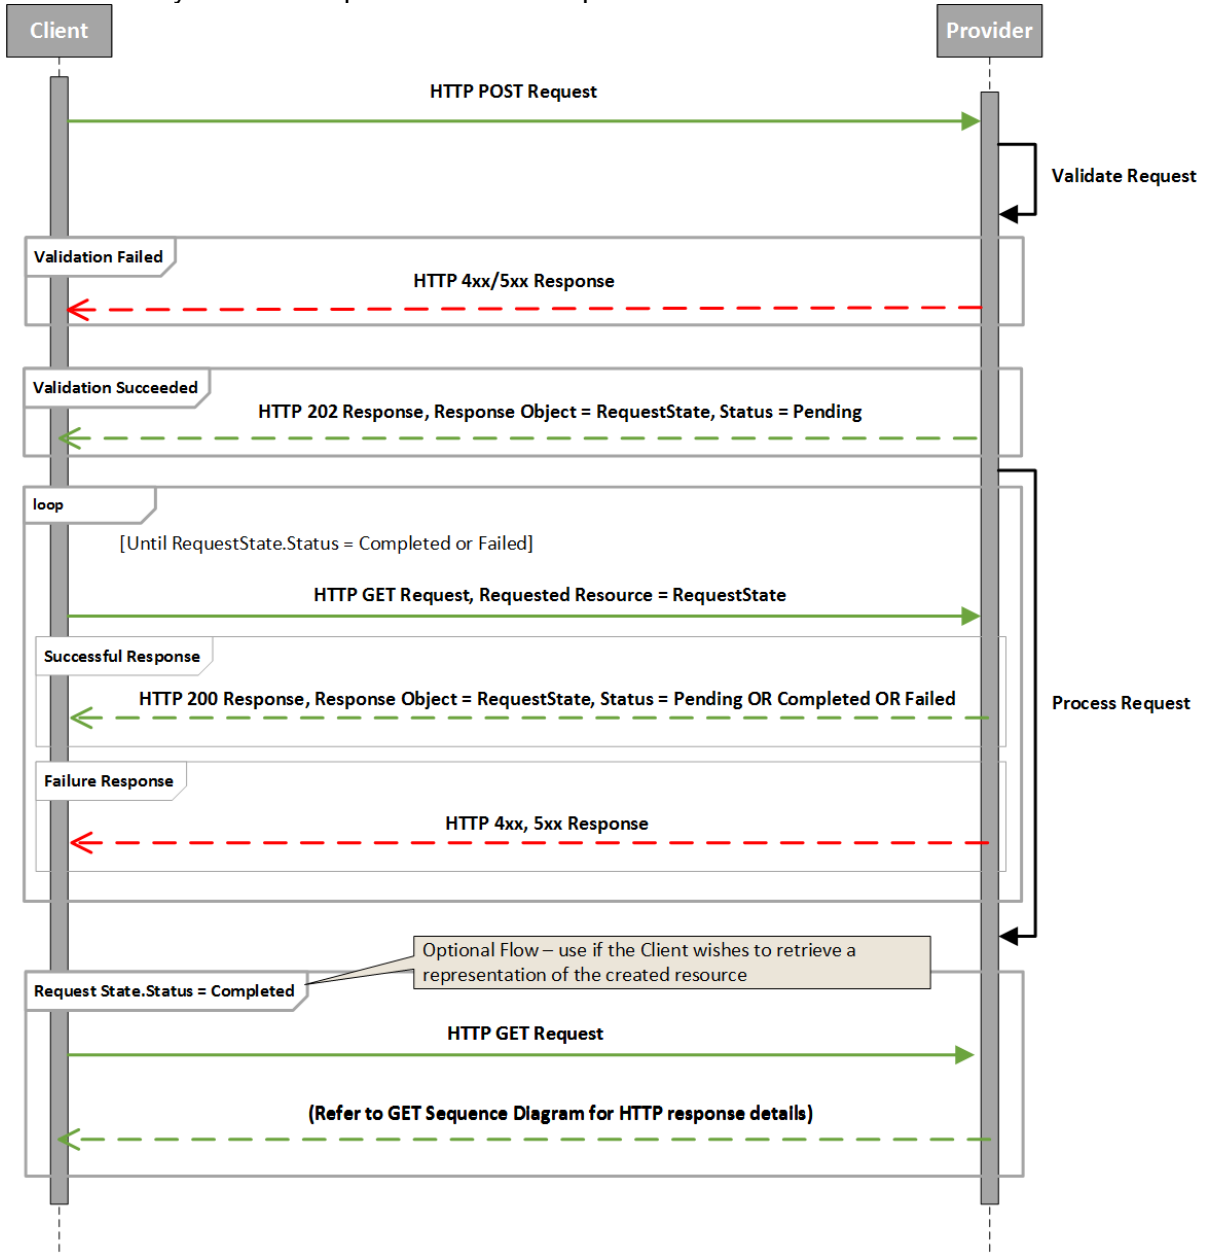 Client
Provider
HTTP POST Request
Validate Request
Validation Failed
HTTP 4xx/5xx Response
Validation Succeeded
HTTP 202 Response, Response Object = RequestState, Status = Pending
loop
[Until RequestState.Status = Completed or Failed]
HTTP GET Request, Requested Resource = RequestState
Successful Response
HTTP 200 Response, Response Object = RequestState, Status = Pending OR Completed OR Failed
Process Request
Failure Response
HTTP 4xx, 5xx Response
Optional Flow – use if the Client wishes to retrieve a
representation of the created resource
Request State.Status = Completed
HTTP GET Request
(Refer to GET Sequence Diagram for HTTP response details)